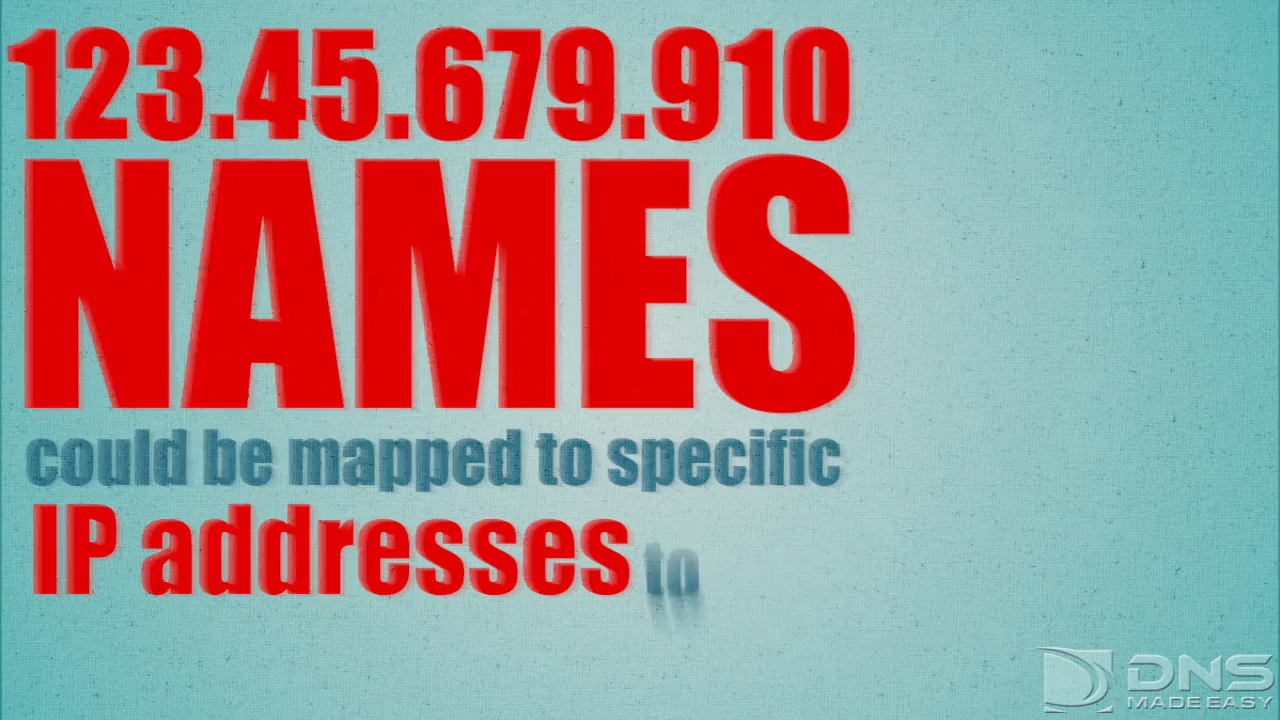 123.45.679.910
NAMES
could be mapped to specific
IP addresses to
DNS
MADE EASY